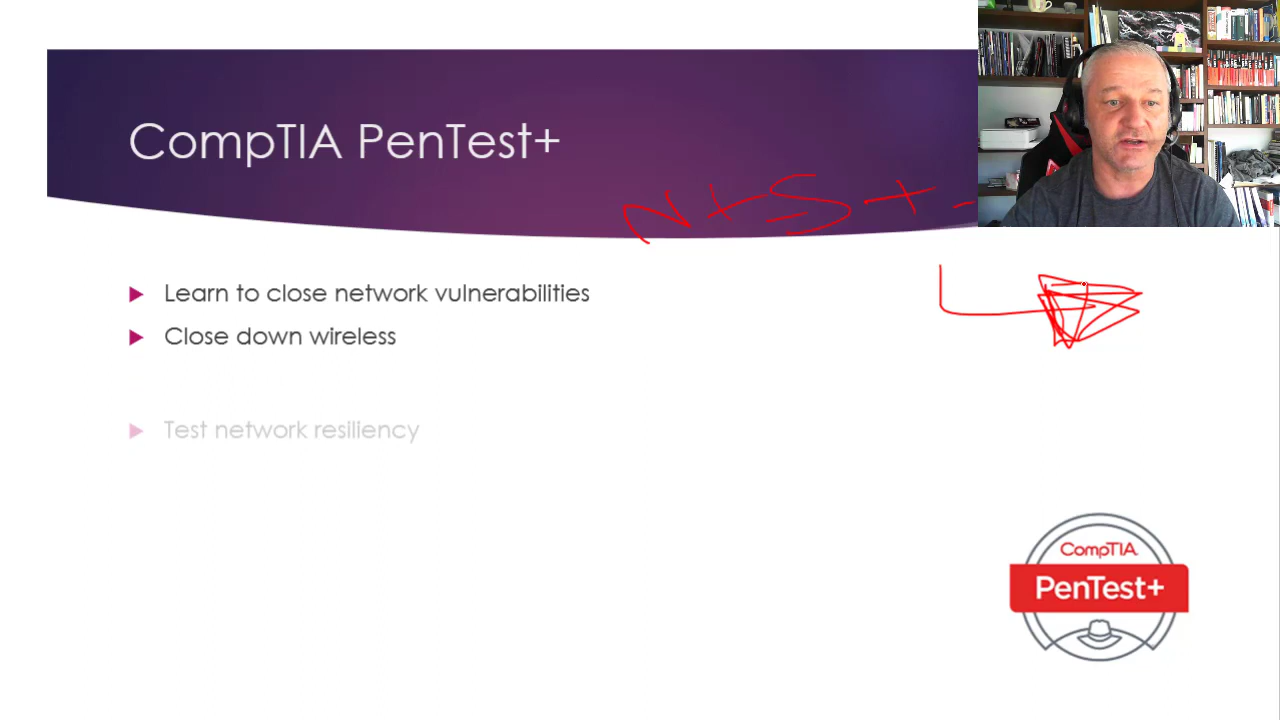 CompTIA PenTest+
N+ S+ -
Learn to close network vulnerabilities
Close down wireless
Test network resiliency
CompTIA
PenTest+